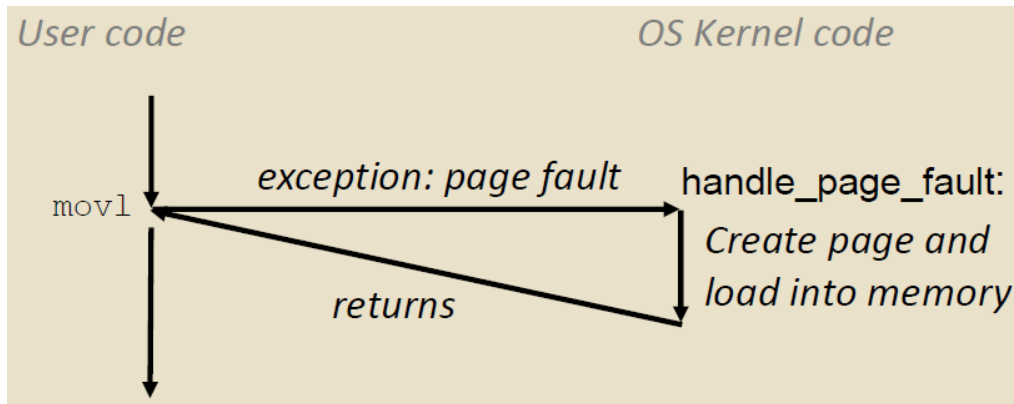 User code
OS Kernel code
exception: page fault
handle_page_fault:
movl
Create page and
load into memory
returns